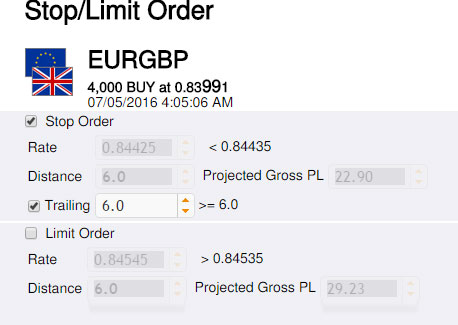 Stop/Limit Order
EURGBP
4,000 BUY at 0.83991
07/05/2016 4:05:06 AM
Stop Order
Rate 0.84425 < 0.84435
Distance 6.0 Projected Gross PL 22.90
Trailing 6.0 >= 6.0
Limit Order
Rate 0.84545 > 0.84535
Distance 6.0 Projected Gross PL 29.23